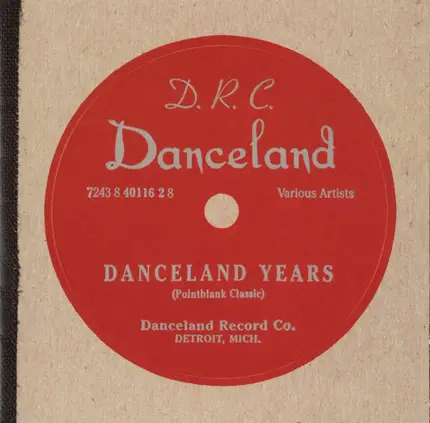 D. R. C.
Danceland
7243 8 40116 2 8 Various Artists
DANCELAND YEARS
(Pointblank Classic)
Danceland Record Co.
DETROIT, MICH.